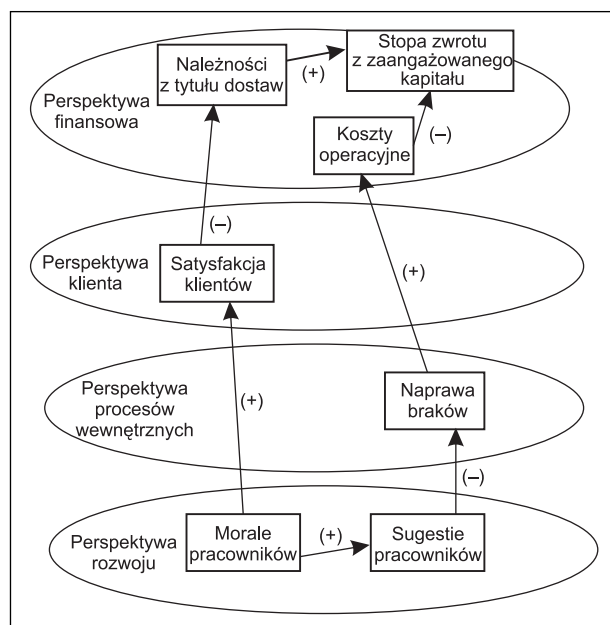 Należności
z tytułu dostaw
(+)
Stopa zwrotu
z zaangażowanego
kapitału
Perspektywa
finansowa
Koszty
operacyjne
(–)
(–)
Perspektywa
klienta
Satysfakcja
klientów
(+)
Perspektywa
procesów
wewnętrznych
(+)
Naprawa
braków
(–)
Perspektywa
rozwoju
Morale
pracowników
(+)
Sugestie
pracowników